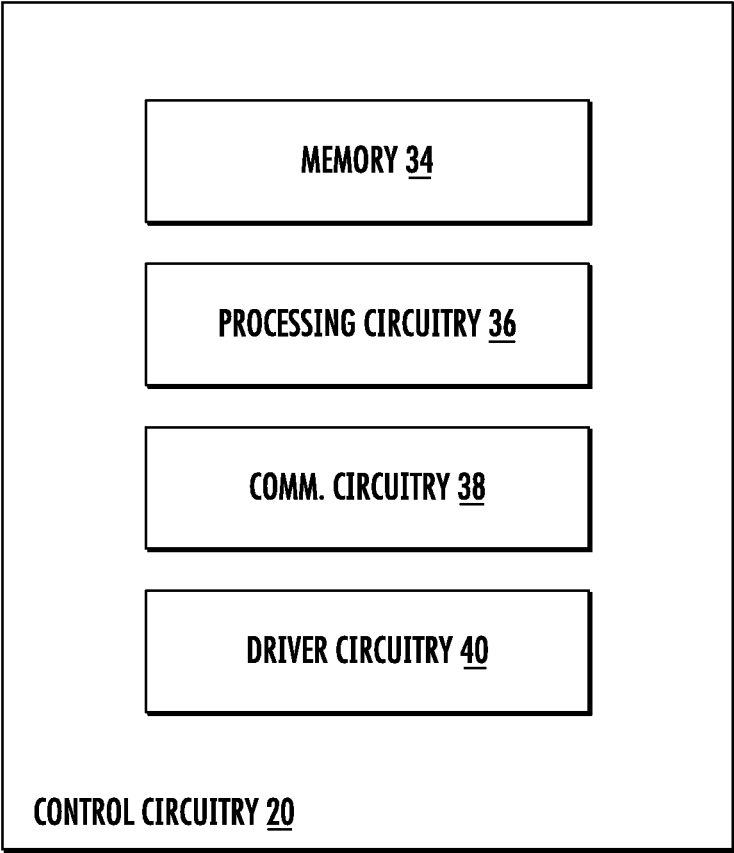 MEMORY 34
PROCESSING CIRCUITRY 36
COMM. CIRCUITRY 38
DRIVER CIRCUITRY 40
CONTROL CIRCUITRY 20